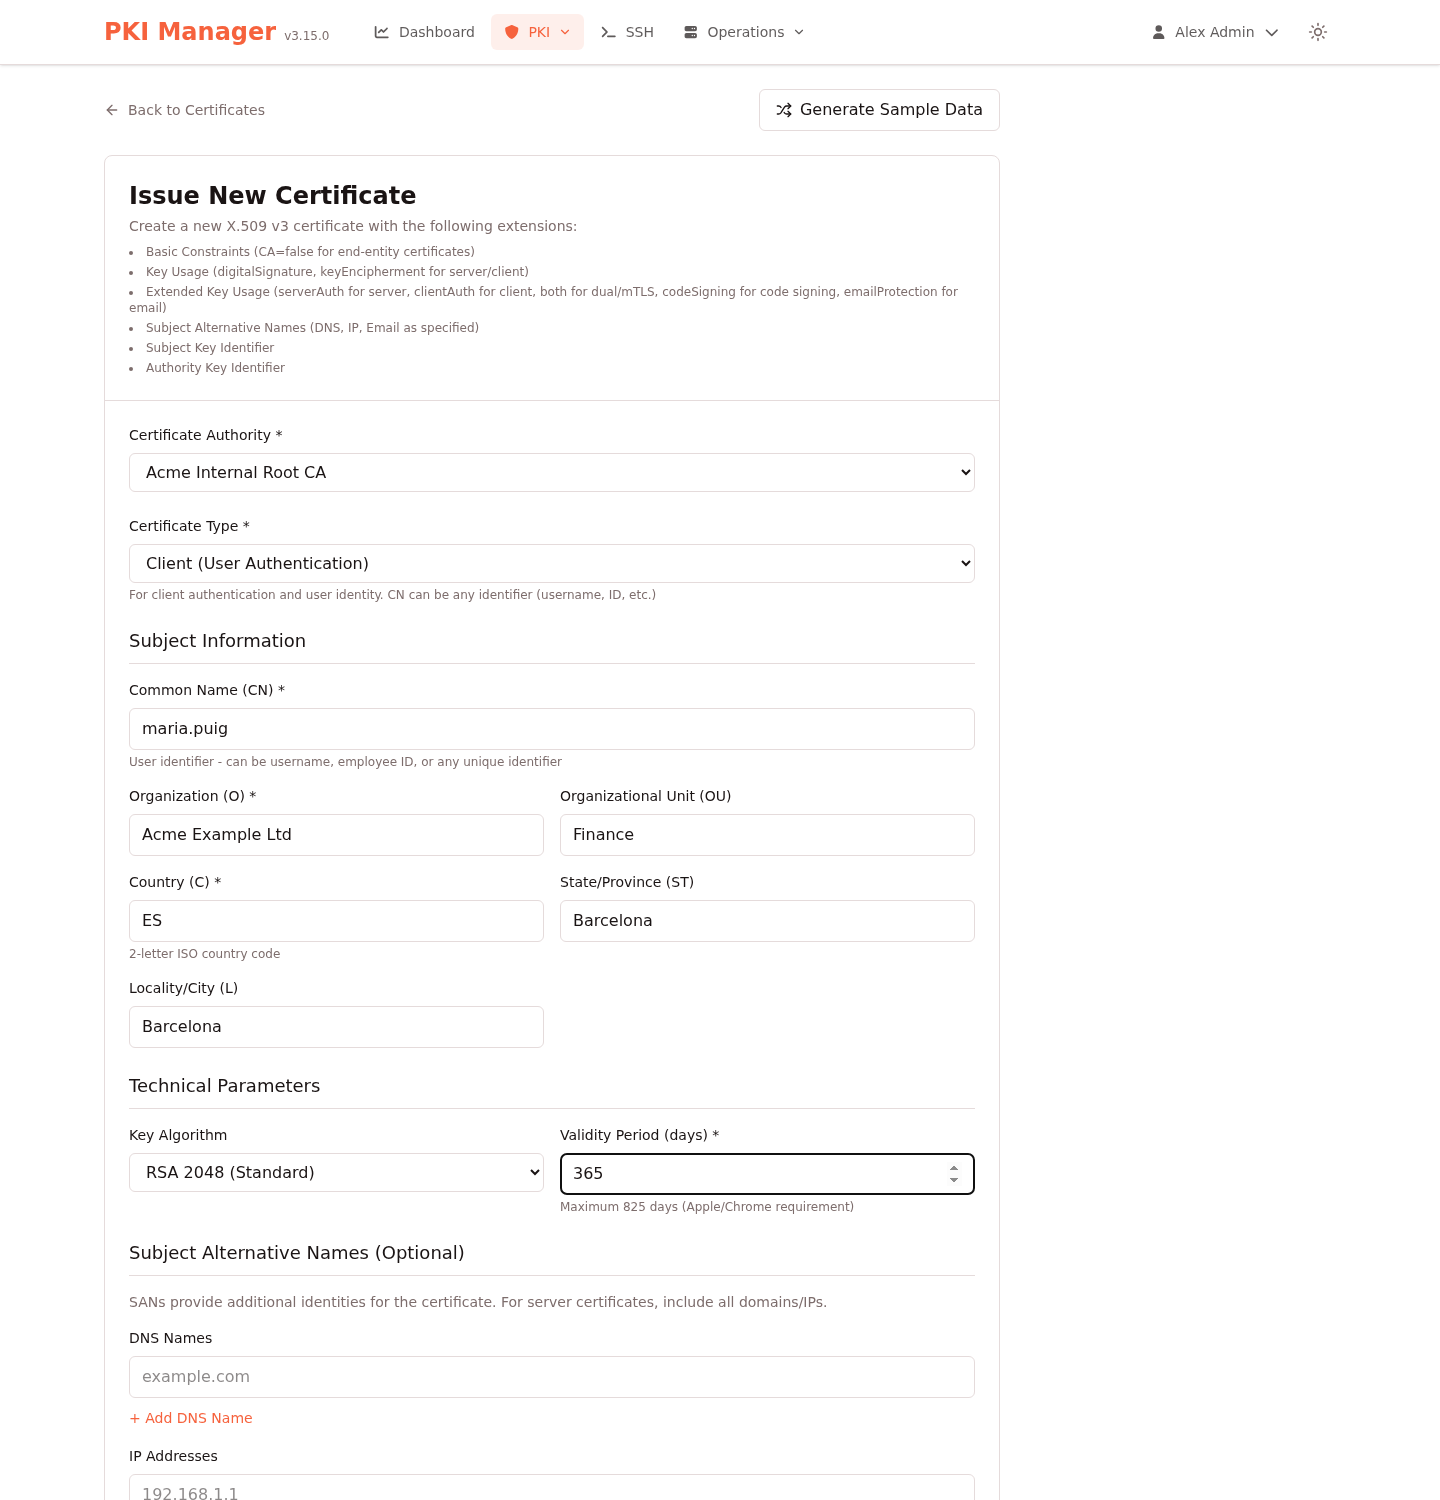 PKI Manager v3.15.0 Dashboard PKI SSH Operations Alex Admin
Back to Certificates
Generate Sample Data
Issue New Certificate
Create a new X.509 v3 certificate with the following extensions:
• Basic Constraints (CA=false for end-entity certificates)
• Key Usage (digitalSignature, keyEncipherment for server/client)
• Extended Key Usage (serverAuth for server, clientAuth for client, both for dual/mTLS, codeSigning for code signing, emailProtection for
email)
• Subject Alternative Names (DNS, IP, Email as specified)
• Subject Key Identifier
• Authority Key Identifier
Certificate Authority *
Acme Internal Root CA
Certificate Type *
Client (User Authentication)
For client authentication and user identity. CN can be any identifier (username, ID, etc.)
Subject Information
Common Name (CN) *
maria.puig
User identifier - can be username, employee ID, or any unique identifier
Organization (O) *
Acme Example Ltd
Organizational Unit (OU)
Finance
Country (C) *
ES
2-letter ISO country code
State/Province (ST)
Barcelona
Locality/City (L)
Barcelona
Technical Parameters
Key Algorithm
RSA 2048 (Standard)
Validity Period (days) *
365
Maximum 825 days (Apple/Chrome requirement)
Subject Alternative Names (Optional)
SANs provide additional identities for the certificate. For server certificates, include all domains/IPs.
DNS Names
example.com
+ Add DNS Name
IP Addresses
192.168.1.1